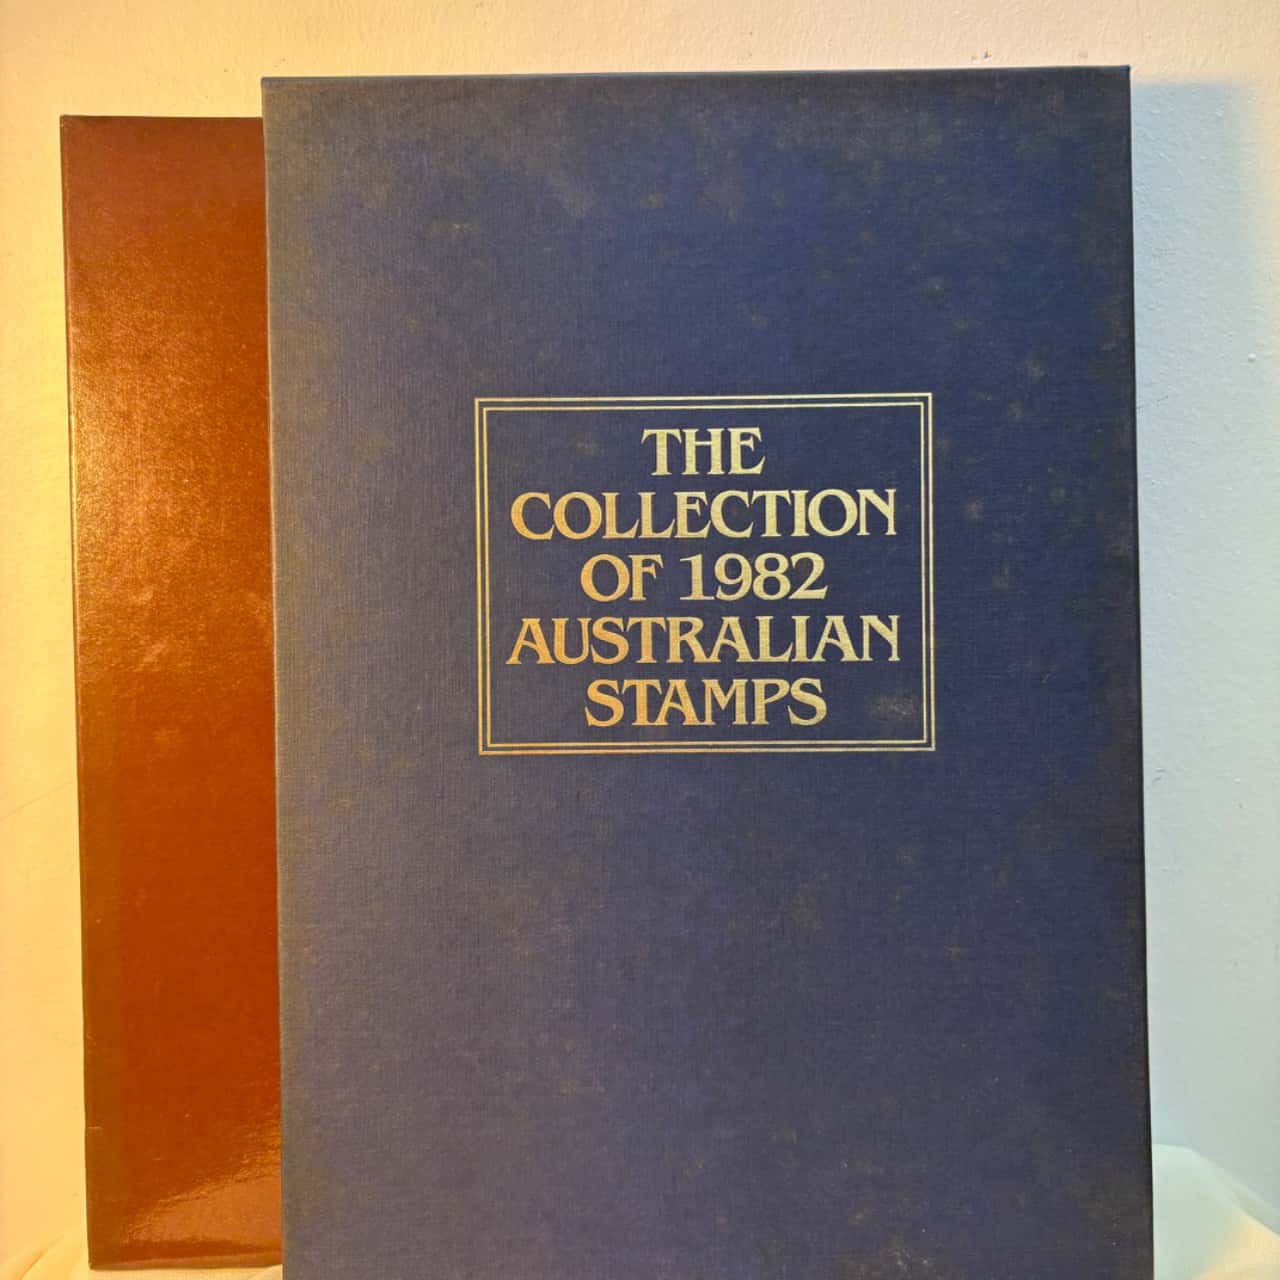 THE
COLLECTION
OF 1982
AUSTRALIAN
STAMPS